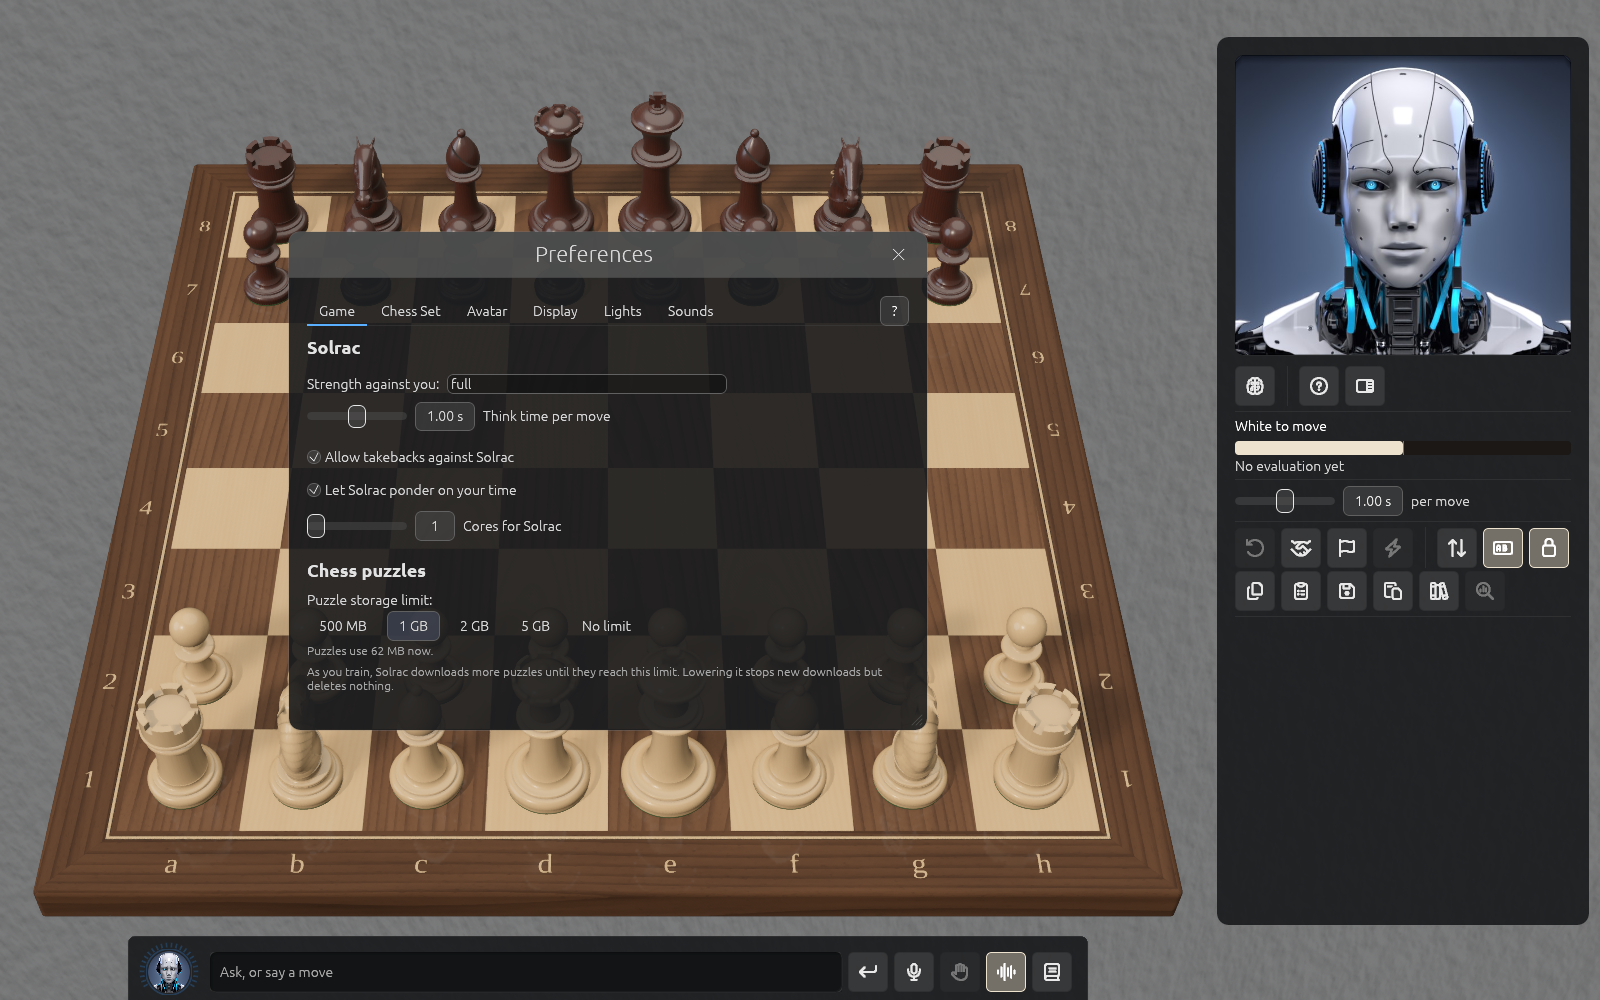 Preferences
Game Chess Set Avatar Display Lights Sounds ?
Solrac
Strength against you: full
1.00 s Think time per move
Allow takebacks against Solrac
Let Solrac ponder on your time
1 Cores for Solrac
Chess puzzles
Puzzle storage limit:
500 MB 1 GB 2 GB 5 GB No limit
Puzzles use 62 MB now.
As you train, Solrac downloads more puzzles until they reach this limit. Lowering it stops new downloads but
deletes nothing.
8 8
7 7
6 6
5 5
4 4
3 3
2 2
1 1
a b c d e f g h
White to move
No evaluation yet
1.00 s per move
Ask, or say a move